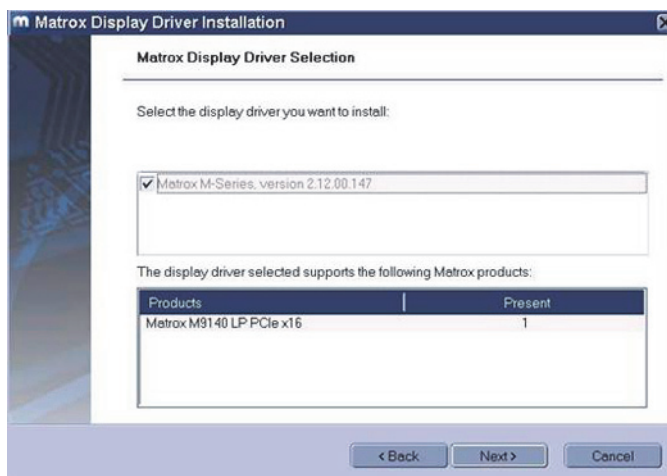 Matrox Display Driver Installation
Matrox Display Driver Selection
Select the display driver you want to install:
Matrox M-Series, version 2.12.00.147
The display driver selected supports the following Matrox products:
Products Present
Matrox M9140 LP PCIe x16 1
< Back Next > Cancel